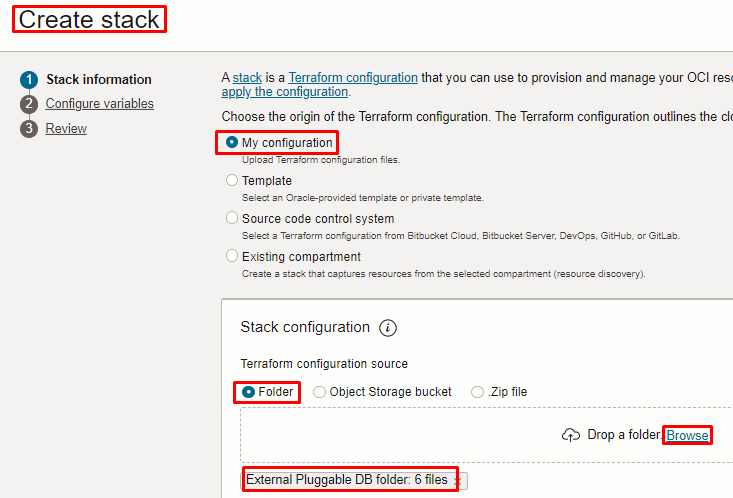 Create stack
1 Stack information
2 Configure variables
3 Review
A stack is a Terraform configuration that you can use to provision and manage your OCI reso
apply the configuration.
Choose the origin of the Terraform configuration. The Terraform configuration outlines the clo
My configuration
Upload Terraform configuration files.
Template
Select an Oracle-provided template or private template.
Source code control system
Select a Terraform configuration from Bitbucket Cloud, Bitbucket Server, DevOps, GitHub, or GitLab.
Existing compartment
Create a stack that captures resources from the selected compartment (resource discovery).
Stack configuration i
Terraform configuration source
Folder Object Storage bucket .Zip file
Drop a folder. Browse
External Pluggable DB folder: 6 files ×